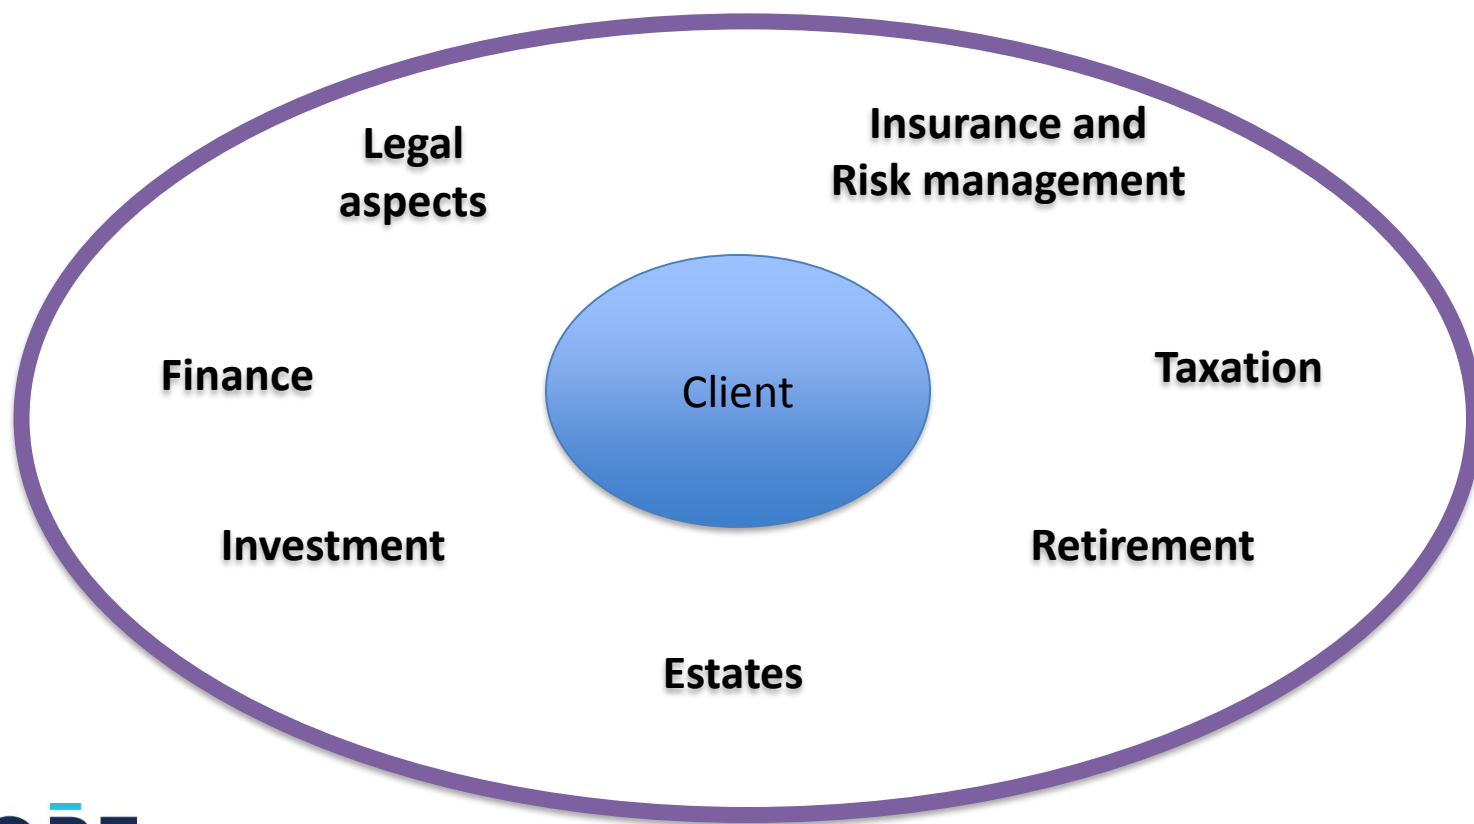 Legal
aspects
Insurance and
Risk management
Finance
Client
Taxation
Investment
Retirement
Estates